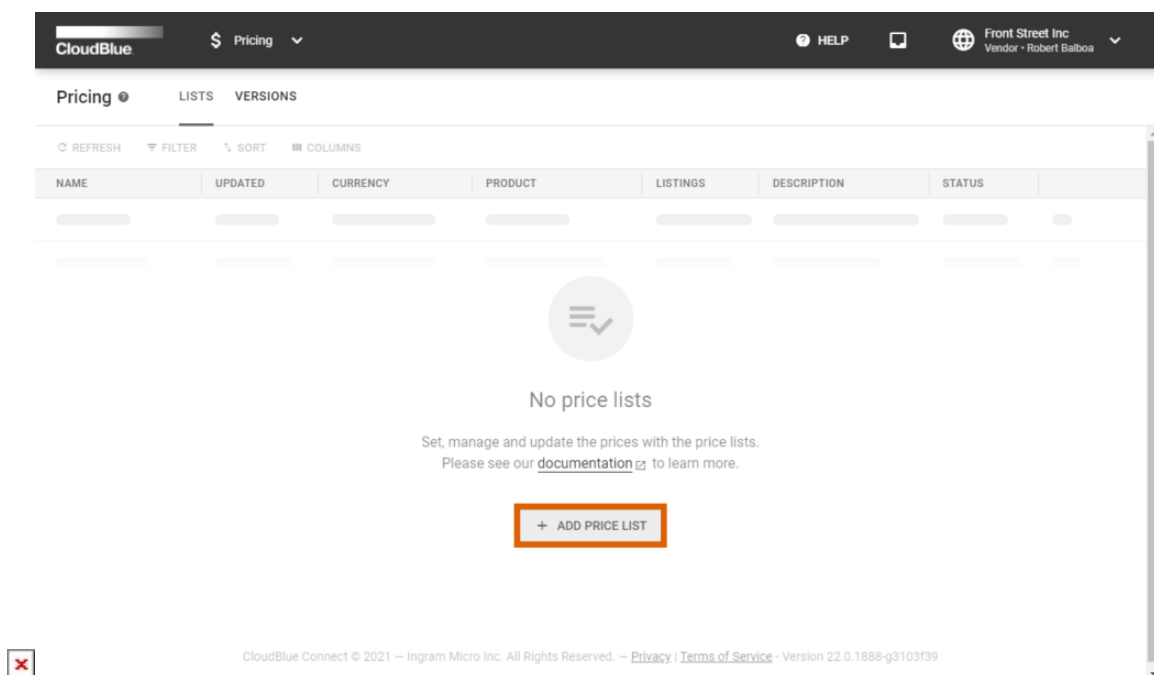 CloudBlue
$ Pricing
HELP
Front Street Inc
Vendor • Robert Balboa
Pricing
LISTS VERSIONS
REFRESH FILTER SORT COLUMNS
NAME UPDATED CURRENCY PRODUCT LISTINGS DESCRIPTION STATUS
No price lists
Set, manage and update the prices with the price lists.
Please see our documentation to learn more.
+ ADD PRICE LIST
CloudBlue Connect © 2021 — Ingram Micro Inc. All Rights Reserved. — Privacy | Terms of Service - Version 22.0.1888-g3103f39